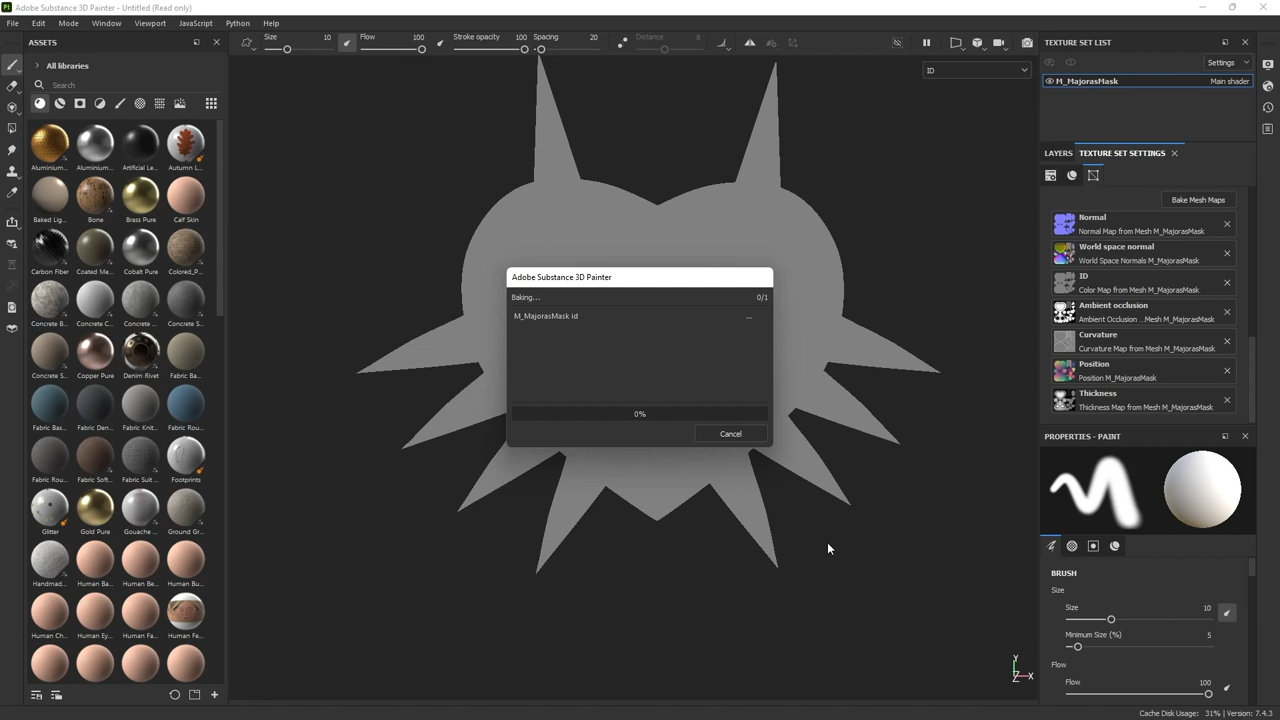 Adobe Substance 3D Painter - Untitled (Read only)
File Edit Mode Window Viewport JavaScript Python Help
ASSETS
Size 10
Flow 100
Stroke opacity 100
Spacing 20
Distance 8
TEXTURE SET LIST
All libraries
Search
ID
Settings
M_MajorasMask Main shader
LAYERS TEXTURE SET SETTINGS
Aluminium... Aluminium... Artificial Le... Autumn L...
Baked Lig... Bone Brass Pure Calf Skin
Carbon Fiber Coated Me... Cobalt Pure Colored_P...
Concrete B... Concrete C... Concrete ... Concrete S...
Concrete S... Copper Pure Denim Rivet Fabric Ba...
Fabric Bas... Fabric Den... Fabric Knit... Fabric Rou...
Fabric Rou... Fabric Soft... Fabric Suit ... Footprints
Glitter Gold Pure Gouache ... Ground Gr...
Handmad... Human Ba... Human Be... Human Bu...
Human Ch... Human Ey... Human Fa... Human Fe...
Adobe Substance 3D Painter
Baking... 0/1
M_MajorasMask id ...
0%
Cancel
Bake Mesh Maps
Normal
Normal Map from Mesh M_MajorasMask
World space normal
World Space Normals M_MajorasMask
ID
Color Map from Mesh M_MajorasMask
Ambient occlusion
Ambient Occlusion ...Mesh M_MajorasMask
Curvature
Curvature Map from Mesh M_MajorasMask
Position
Position M_MajorasMask
Thickness
Thickness Map from Mesh M_MajorasMask
PROPERTIES - PAINT
BRUSH
Size
Size 10
Minimum Size (%) 5
Flow
Flow 100
Y
Z X
Cache Disk Usage: 31% | Version: 7.4.3